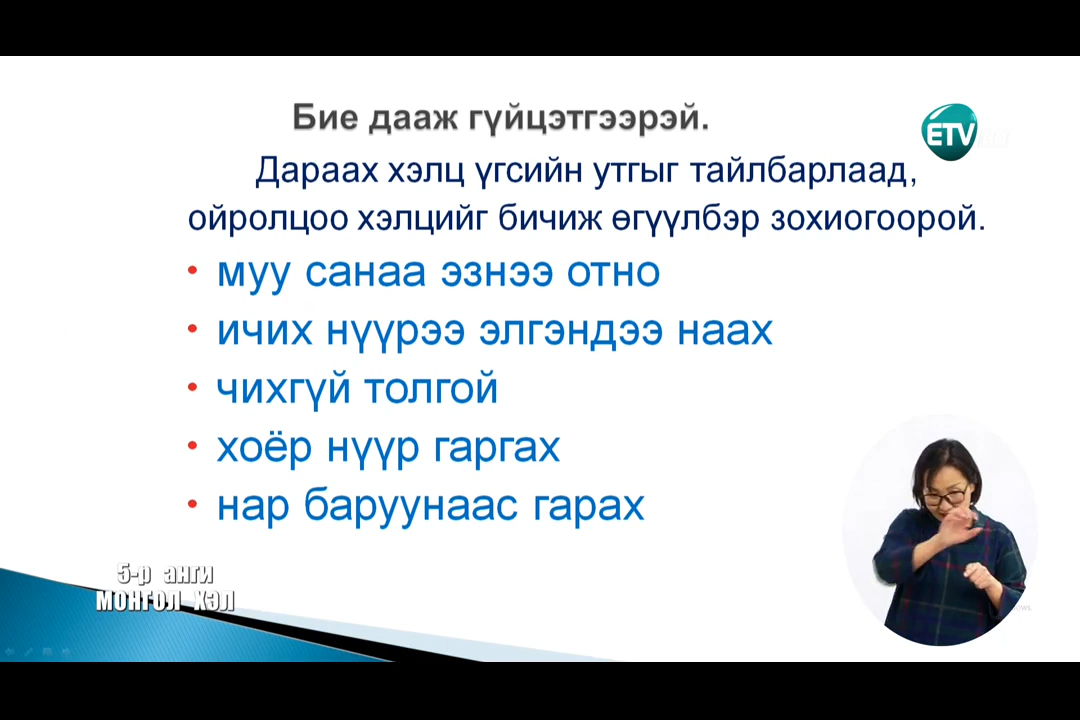 Бие дааж гүйцэтгээрэй.
ETV
Дараах хэлц үгсийн утгыг тайлбарлаад,
ойролцоо хэлцийг бичиж өгүүлбэр зохиогоорой.
• муу санаа эзнээ отно
• ичих нүүрээ элгэндээ наах
• чихгүй толгой
• хоёр нүүр гаргах
• нар баруунаас гарах
5-р анги
МОНГОЛ ХЭЛ